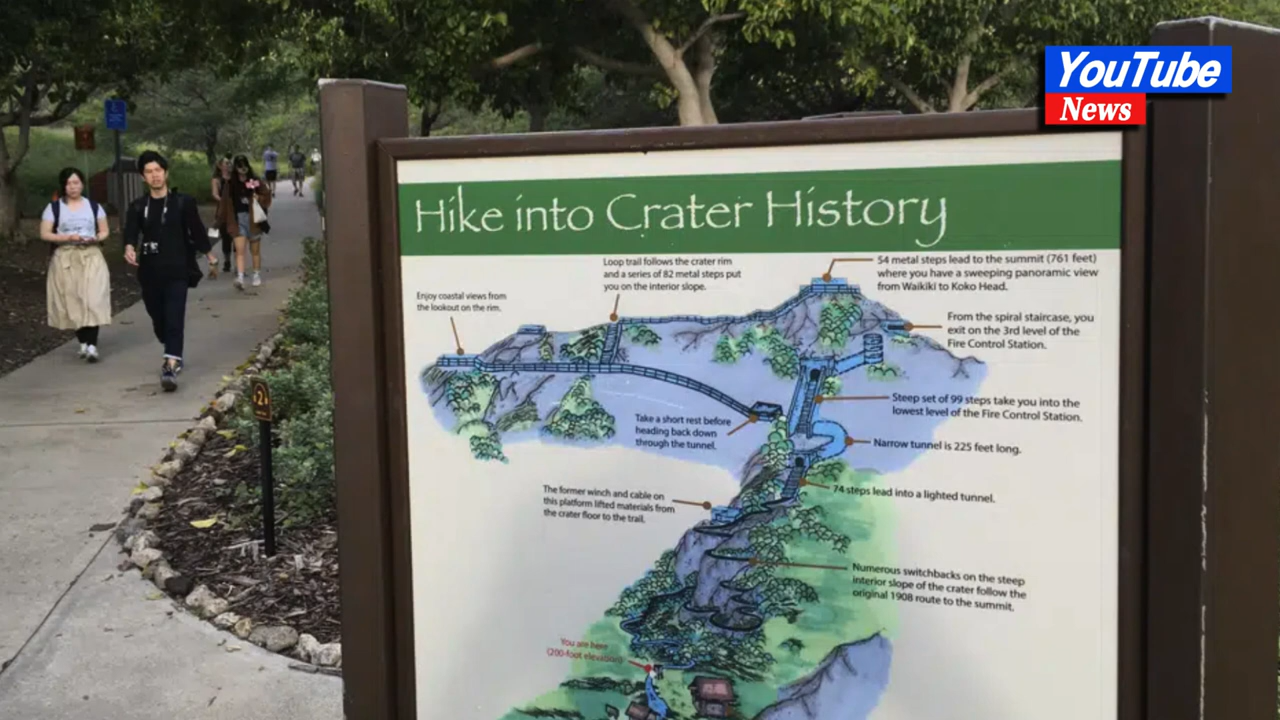 YouTube
News
Hike into Crater History
Loop trail follows the crater rim
and a series of 82 metal steps put
you on the interior slope.
54 metal steps lead to the summit (761 feet)
where you have a sweeping panoramic view
from Waikiki to Koko Head.
Enjoy coastal views from
the lookout on the rim.
From the spiral staircase, you
exit on the 3rd level of the
Fire Control Station.
Steep set of 99 steps take you into the
lowest level of the Fire Control Station.
Take a short rest before
heading back down
through the tunnel.
Narrow tunnel is 225 feet long.
74 steps lead into a lighted tunnel.
The former winch and cable on
this platform lifted materials from
the crater floor to the trail.
Numerous switchbacks on the steep
interior slope of the crater follow the
original 1908 route to the summit.
You are here
(200-foot elevation)
2